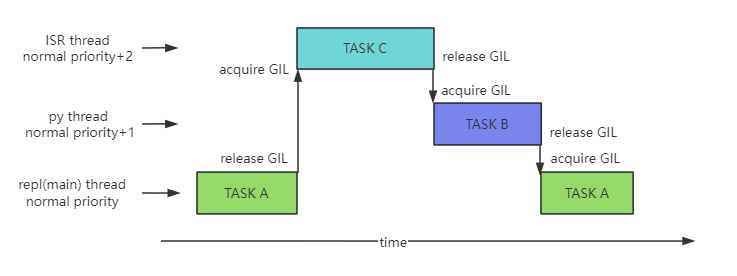 ISR thread
normal priority+2
TASK C
release GIL
acquire GIL
acquire GIL
py thread
normal priority+1
TASK B
release GIL
release GIL
acquire GIL
repl(main) thread
normal priority
TASK A
TASK A
time